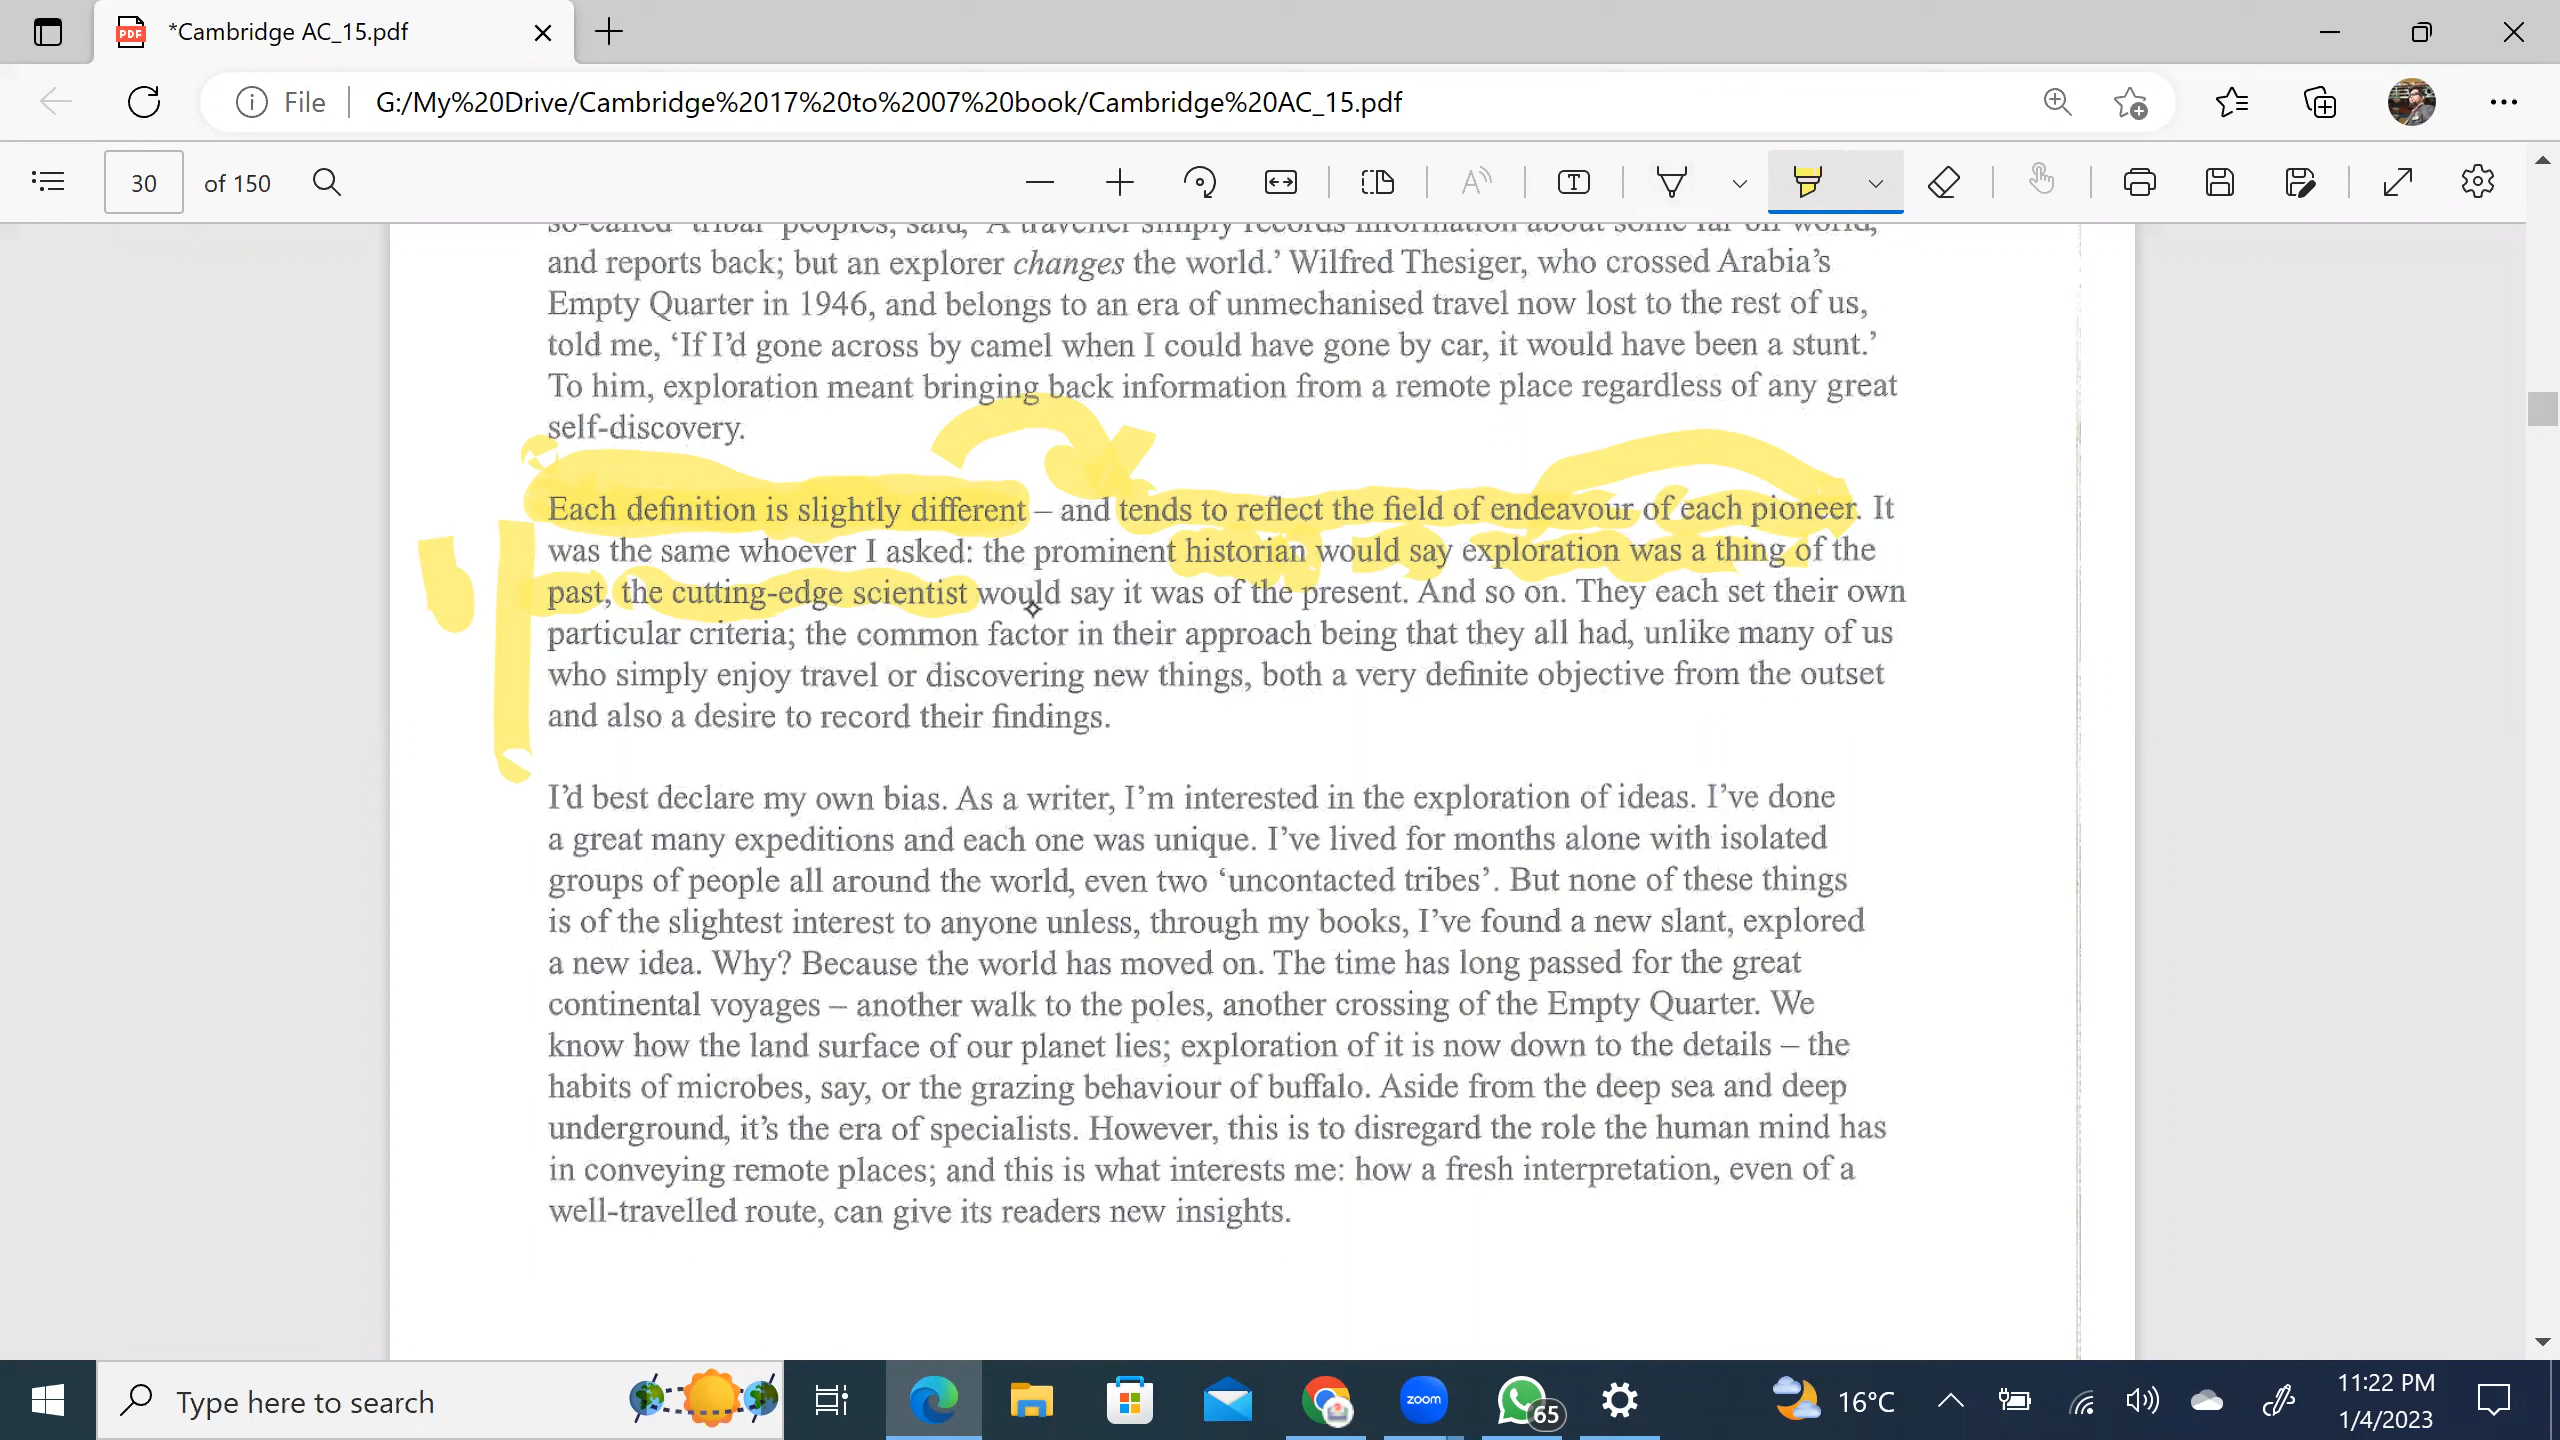 *Cambridge AC_15.pdf
File
G:/My%20Drive/Cambridge%2017%20to%2007%20book/Cambridge%20AC_15.pdf
30 of 150
so-called 'tribal' peoples, said, 'A traveller simply records information about some far-off world,
and reports back; but an explorer changes the world.' Wilfred Thesiger, who crossed Arabia's
Empty Quarter in 1946, and belongs to an era of unmechanised travel now lost to the rest of us,
told me, 'If I'd gone across by camel when I could have gone by car, it would have been a stunt.'
To him, exploration meant bringing back information from a remote place regardless of any great
self-discovery.
Each definition is slightly different – and tends to reflect the field of endeavour of each pioneer. It
was the same whoever I asked: the prominent historian would say exploration was a thing of the
past, the cutting-edge scientist would say it was of the present. And so on. They each set their own
particular criteria; the common factor in their approach being that they all had, unlike many of us
who simply enjoy travel or discovering new things, both a very definite objective from the outset
and also a desire to record their findings.
I'd best declare my own bias. As a writer, I'm interested in the exploration of ideas. I've done
a great many expeditions and each one was unique. I've lived for months alone with isolated
groups of people all around the world, even two 'uncontacted tribes'. But none of these things
is of the slightest interest to anyone unless, through my books, I've found a new slant, explored
a new idea. Why? Because the world has moved on. The time has long passed for the great
continental voyages – another walk to the poles, another crossing of the Empty Quarter. We
know how the land surface of our planet lies; exploration of it is now down to the details – the
habits of microbes, say, or the grazing behaviour of buffalo. Aside from the deep sea and deep
underground, it's the era of specialists. However, this is to disregard the role the human mind has
in conveying remote places; and this is what interests me: how a fresh interpretation, even of a
well-travelled route, can give its readers new insights.
Type here to search
zoom
65
16°C
11:22 PM
1/4/2023